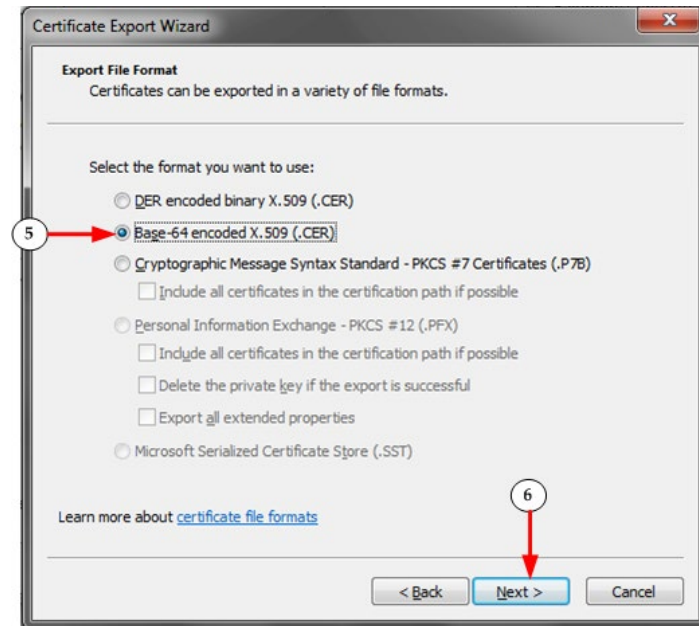 Certificate Export Wizard
Export File Format
Certificates can be exported in a variety of file formats.
Select the format you want to use:
DER encoded binary X.509 (.CER)
5
Base-64 encoded X.509 (.CER)
Cryptographic Message Syntax Standard - PKCS #7 Certificates (.P7B)
Include all certificates in the certification path if possible
Personal Information Exchange - PKCS #12 (.PFX)
Include all certificates in the certification path if possible
Delete the private key if the export is successful
Export all extended properties
Microsoft Serialized Certificate Store (.SST)
6
Learn more about certificate file formats
< Back Next > Cancel